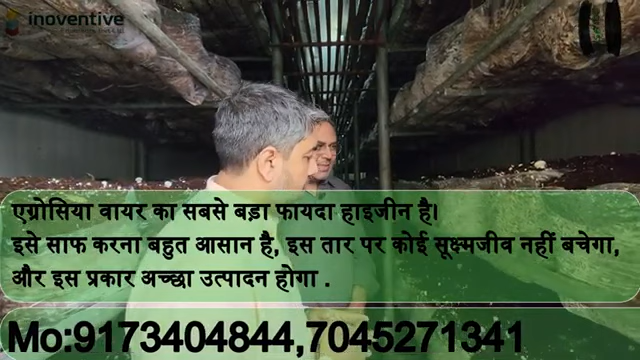 inoventive
एग्रोसिया वायर का सबसे बड़ा फायदा हाइजीन है।
इसे साफ करना बहुत आसान है, इस तार पर कोई सूक्ष्मजीव नहीं बचेगा,
और इस प्रकार अच्छा उत्पादन होगा .
Mo:9173404844,7045271341